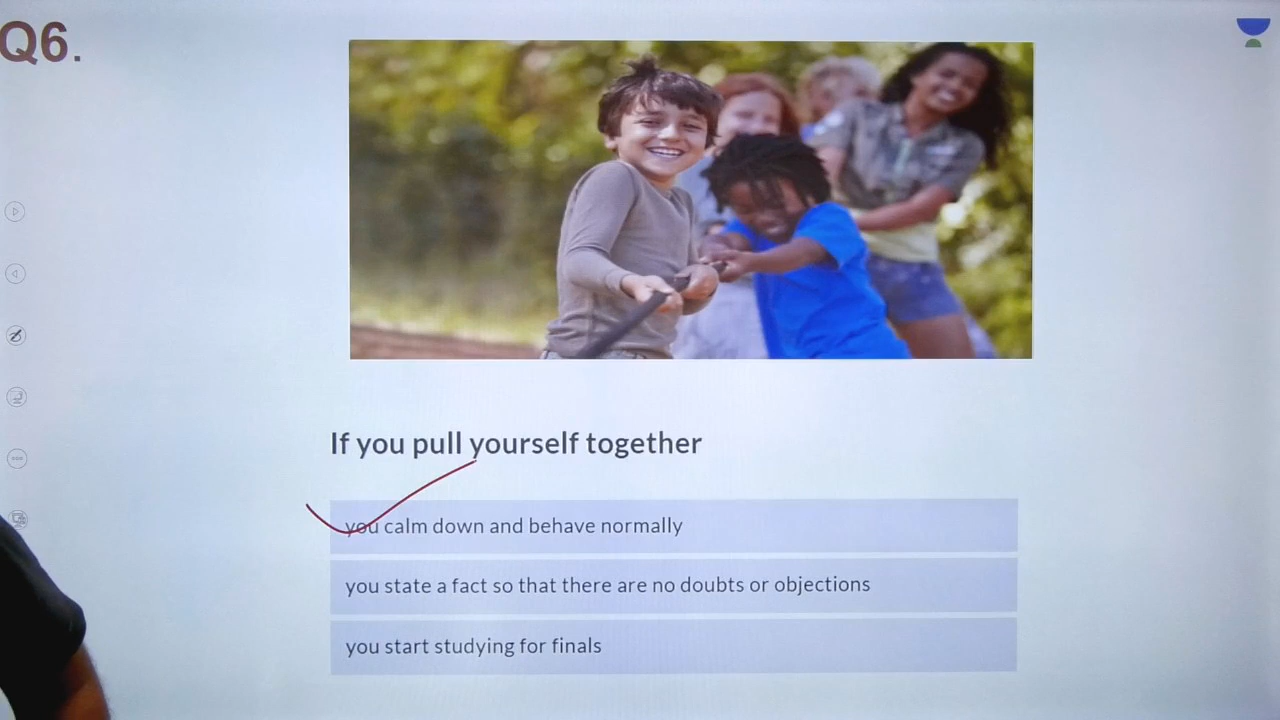 Q6.
If you pull yourself together
you calm down and behave normally
you state a fact so that there are no doubts or objections
you start studying for finals